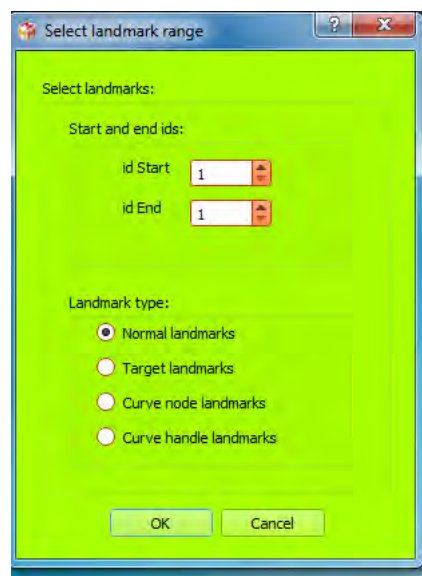 Select landmark range
?
X
Select landmarks:
Start and end ids:
id Start 1
id End 1
Landmark type:
Normal landmarks
Target landmarks
Curve node landmarks
Curve handle landmarks
OK Cancel